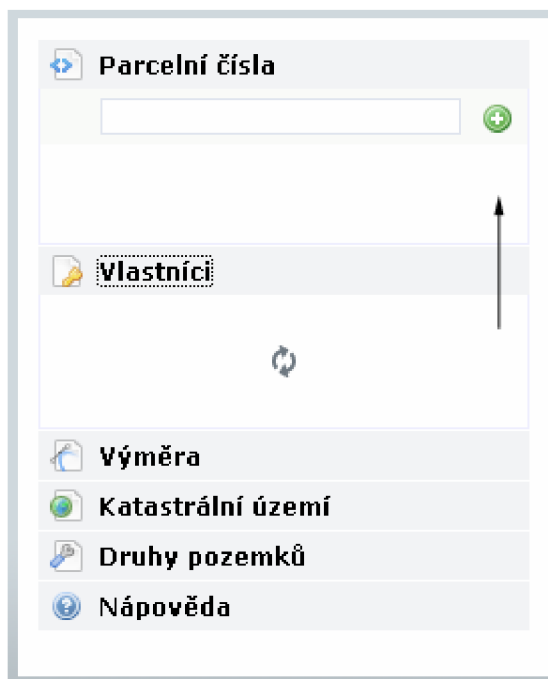 Parcelní čísla
Vlastníci
Výměra
Katastrální území
Druhy pozemků
Nápověda